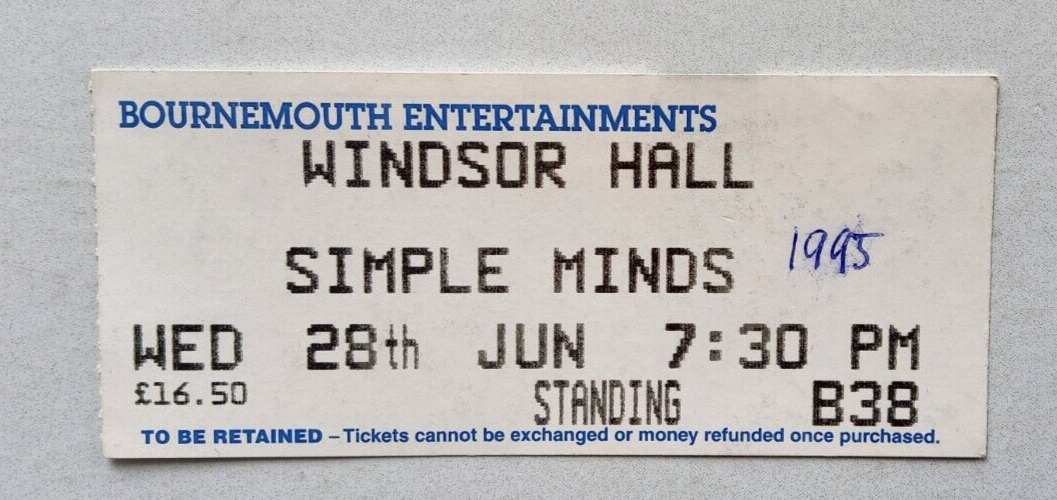 BOURNEMOUTH ENTERTAINMENTS
WINDSOR HALL
SIMPLE MINDS 1995
WED 28th JUN 7:30 PM
£16.50 STANDING B38
TO BE RETAINED – Tickets cannot be exchanged or money refunded once purchased.